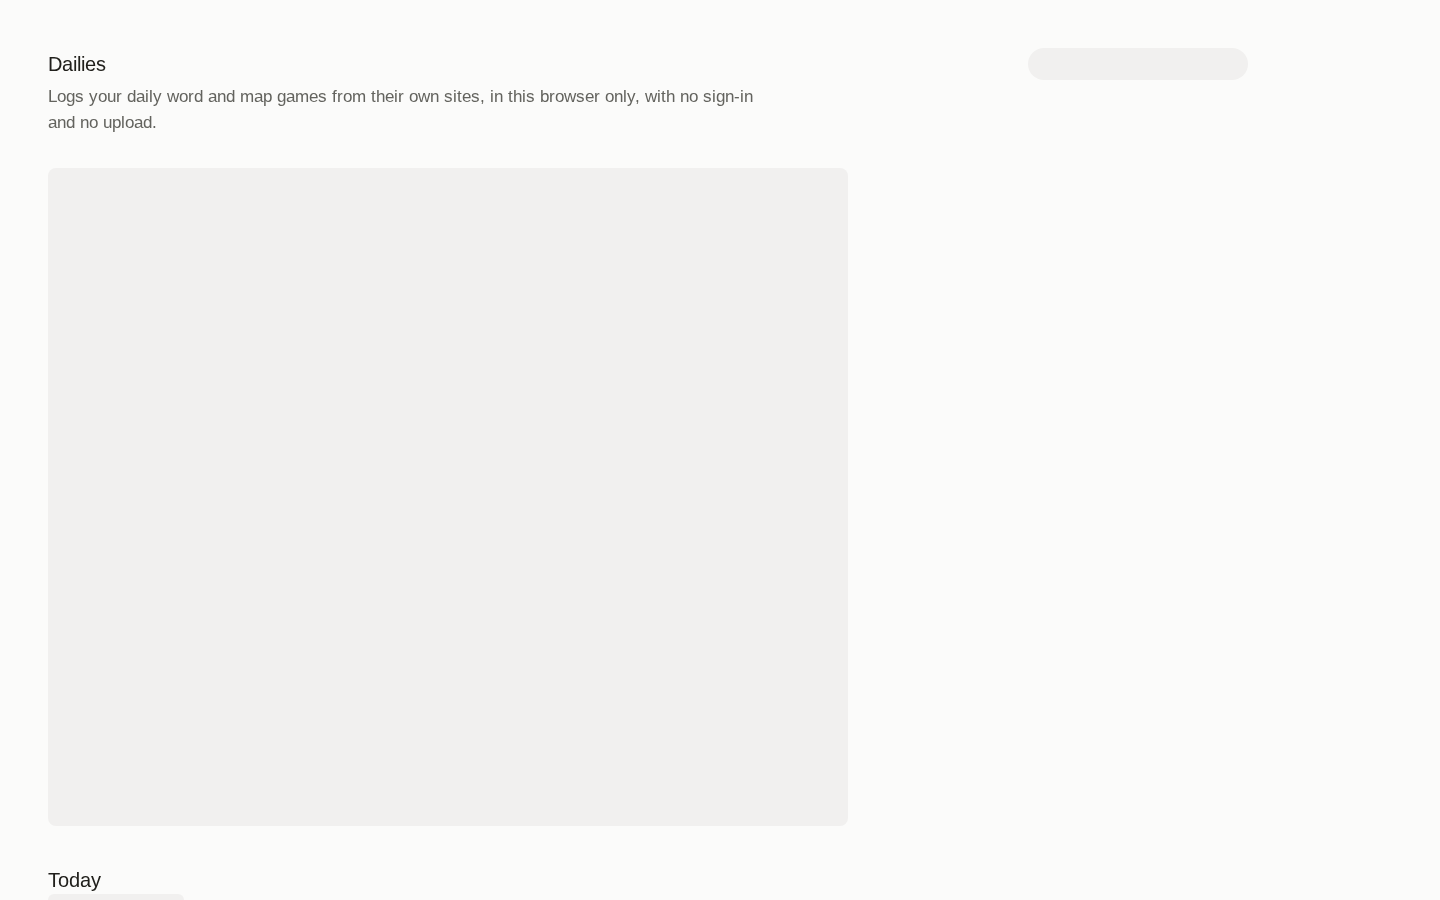 Dailies
Logs your daily word and map games from their own sites, in this browser only, with no sign-in
and no upload.
Today